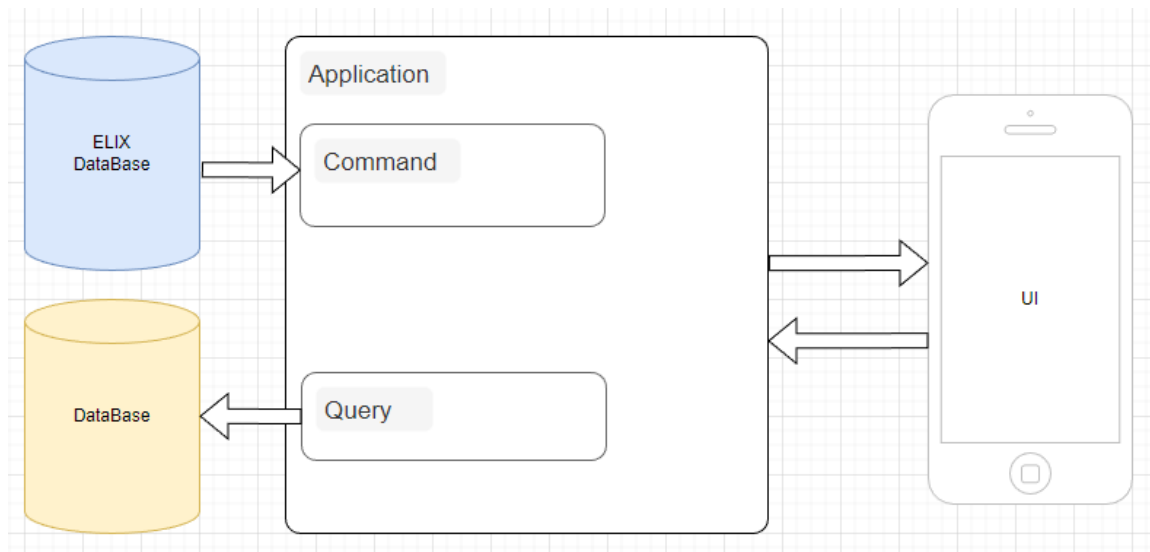 ELIX
DataBase
Application
Command
UI
DataBase
Query